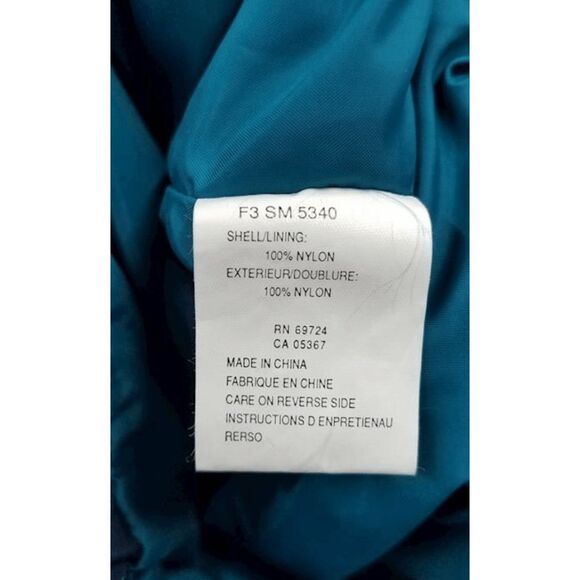 F3 SM 5340
SHELL/LINING:
100% NYLON
EXTERIEUR/DOUBLURE:
100% NYLON
RN 69724
CA 05367
MADE IN CHINA
FABRIQUE EN CHINE
CARE ON REVERSE SIDE
INSTRUCTIONS D ENPRETIENAU
RERSO